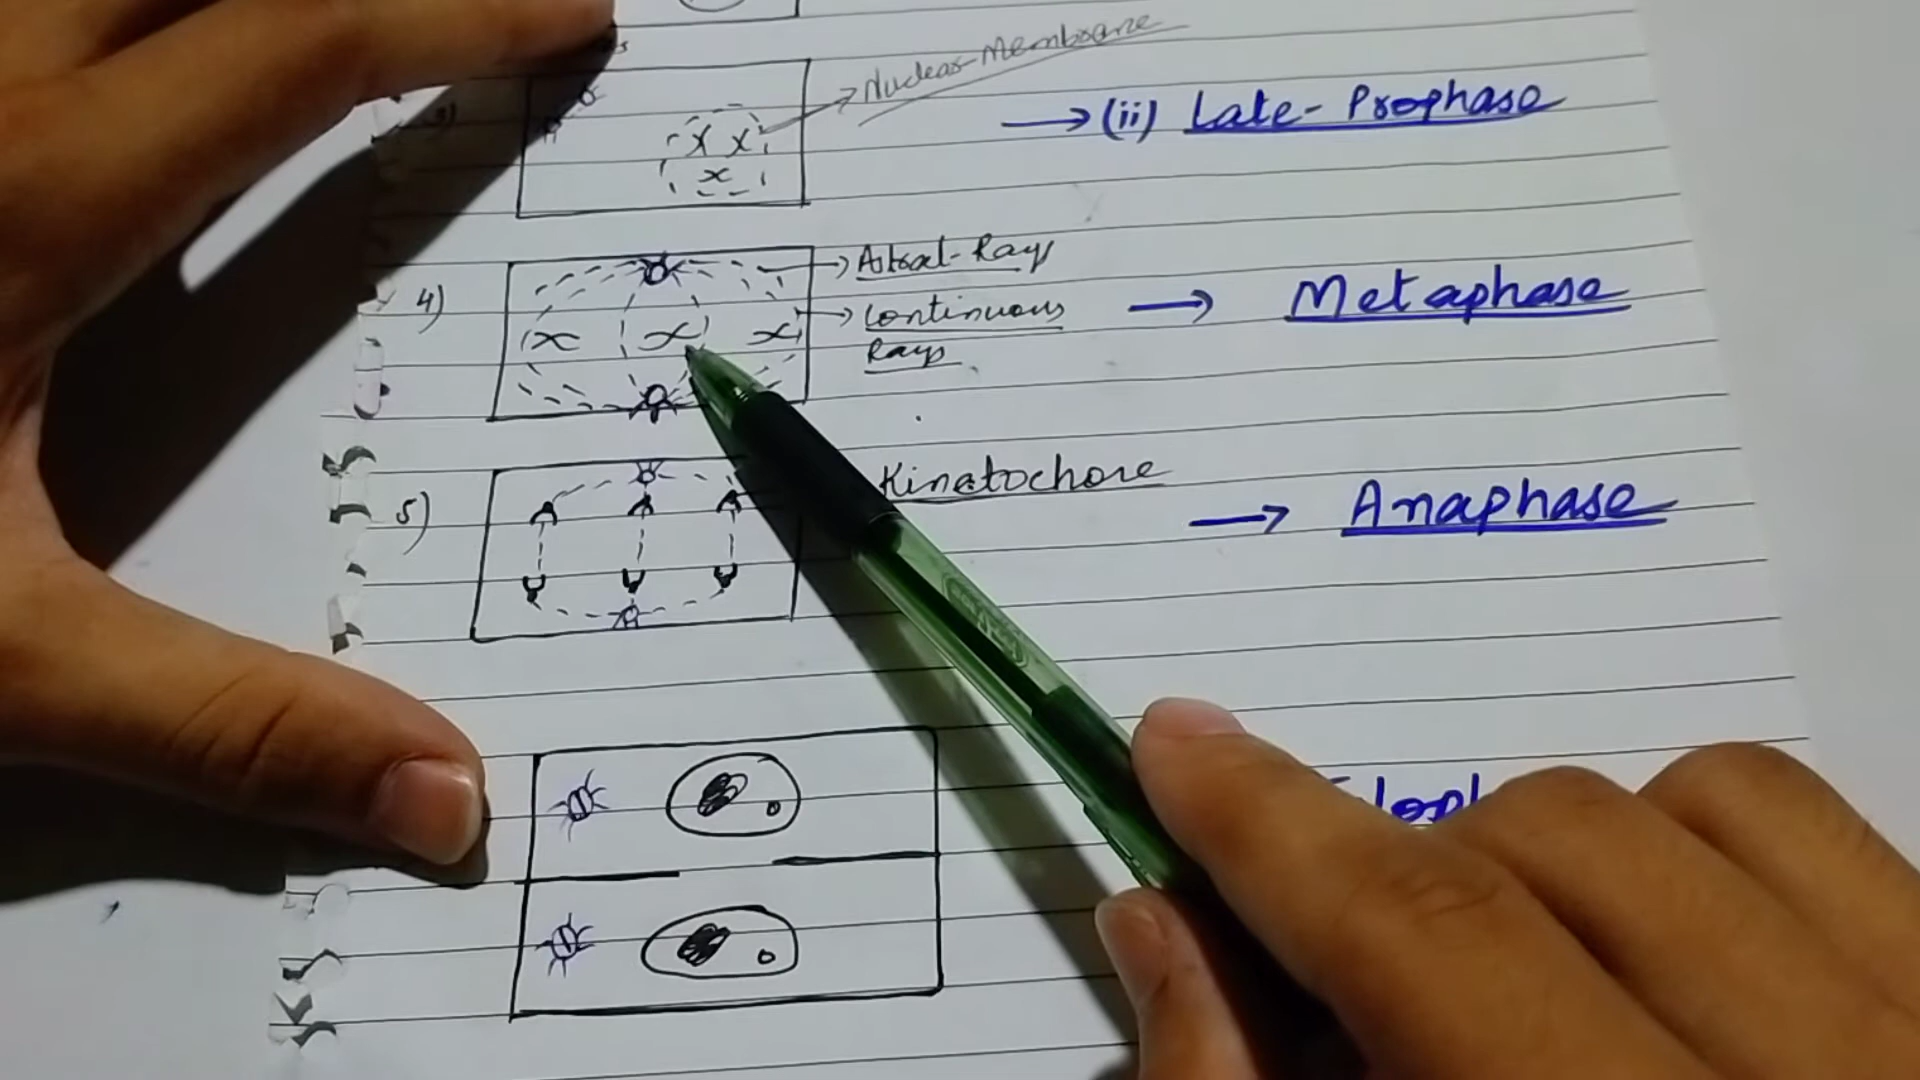 Nuclear-Membrane
3)
→ (ii) Late-Prophase
4)
Astral-Rays
Continuous
Rays
→ Metaphase
5)
Kinetochore
→ Anaphase